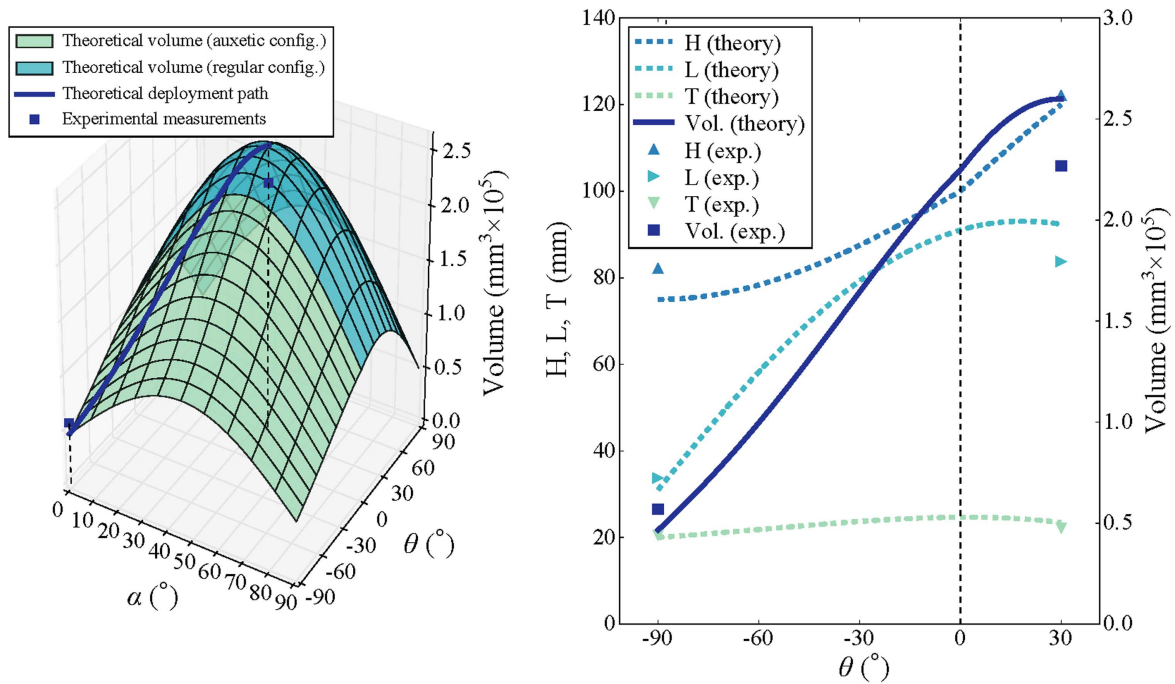 Theoretical volume (auxetic config.)
Theoretical volume (regular config.)
Theoretical deployment path
Experimental measurements
2.5
2.0
1.5
1.0
0.5
0.0
Volume (mm³×10⁵)
90
60
30
0
-30
-60
-90
θ (°)
0
10
20
30
40
50
60
70
80
90
α (°)
140
120
100
80
60
40
20
0
H, L, T (mm)
H (theory)
L (theory)
T (theory)
Vol. (theory)
H (exp.)
L (exp.)
T (exp.)
Vol. (exp.)
3.0
2.5
2.0
1.5
1.0
0.5
0.0
Volume (mm³×10⁵)
-90
-30
0
30
θ (°)